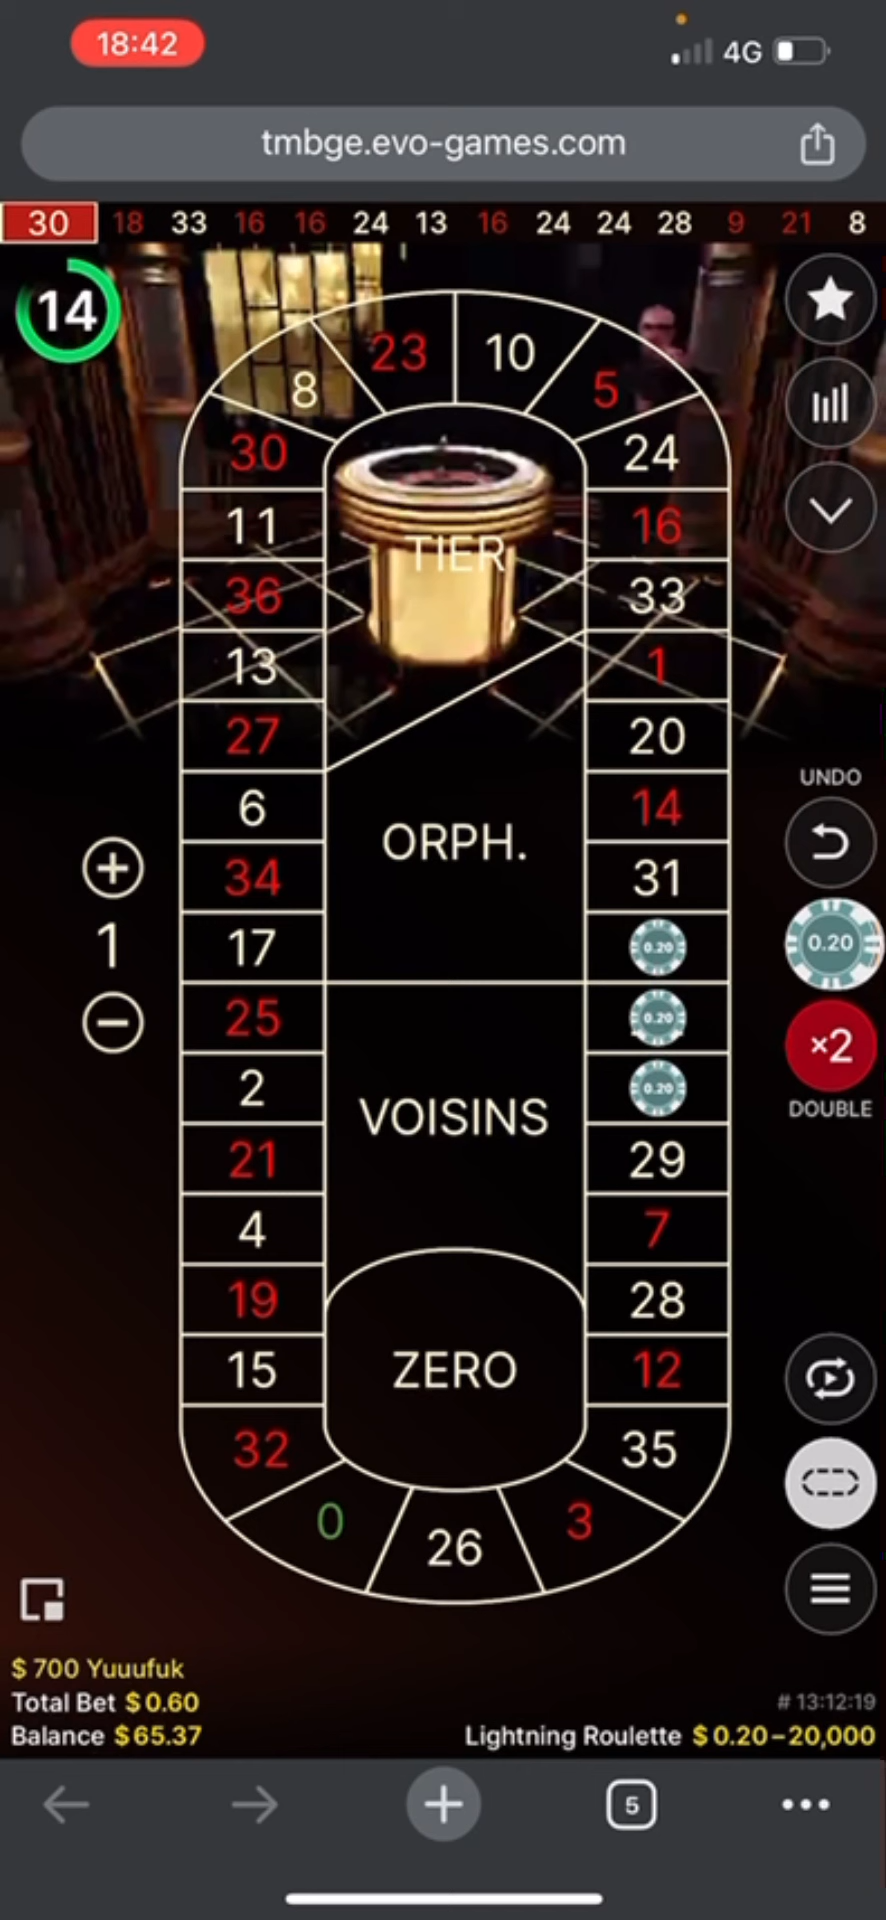 18:42
4G
tmbge.evo-games.com
30 18 33 16 16 24 13 16 24 24 28 9 21 8
14
23 10
8 5
30 24
TIER
11 16
36 33
13 1
27 20
UNDO
6 14
ORPH.
34 31
1 17 0.20 0.20
25 0.20
×2
2 0.20
DOUBLE
VOISINS
21 29
4 7
19 28
15 ZERO 12
32 35
0 26 3
$ 700 Yuuufuk
Total Bet $ 0.60
# 13:12:19
Balance $ 65.37
Lightning Roulette $ 0.20–20,000
5